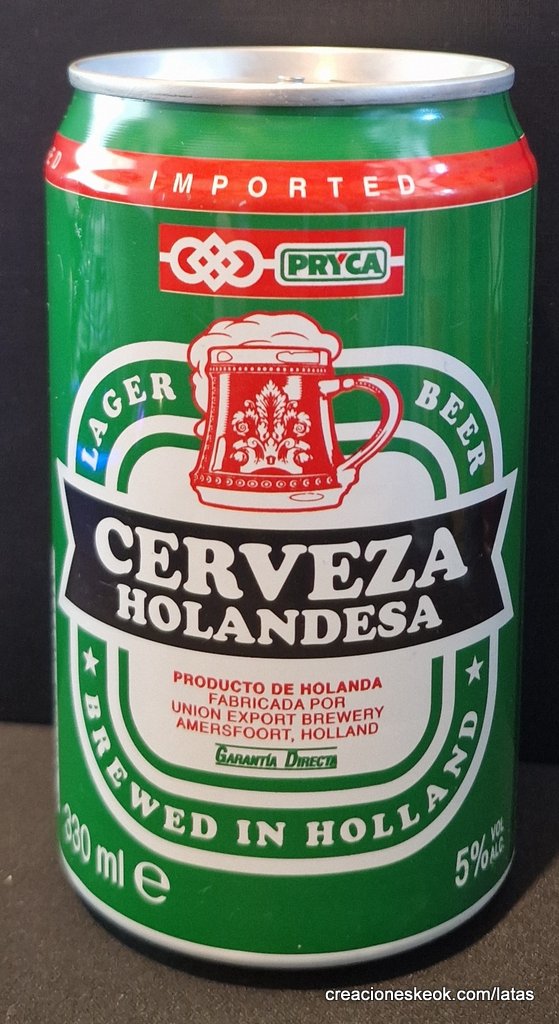 IMPORTED
PRYCA
LAGER BEER
CERVEZA
HOLANDESA
PRODUCTO DE HOLANDA
FABRICADA POR
UNION EXPORT BREWERY
AMERSFOORT, HOLLAND
GARANTÍA DIRECTA
BREWED IN HOLLAND
330 ml e
5% VOL
ALC.
creacioneskeok.com/latas